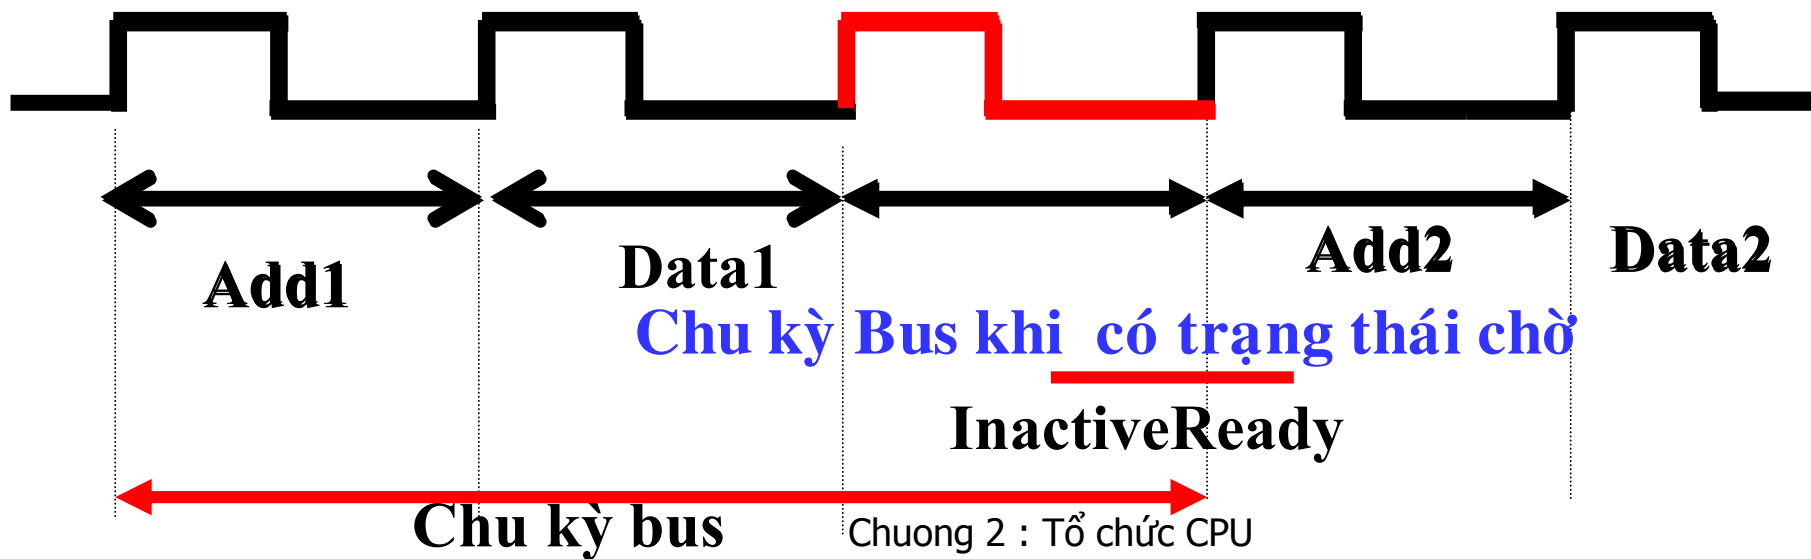 Add1
Data1
Add2
Data2
Chu kỳ Bus khi có trạng thái chờ
InactiveReady
Chu kỳ bus
Chuong 2 : Tổ chức CPU